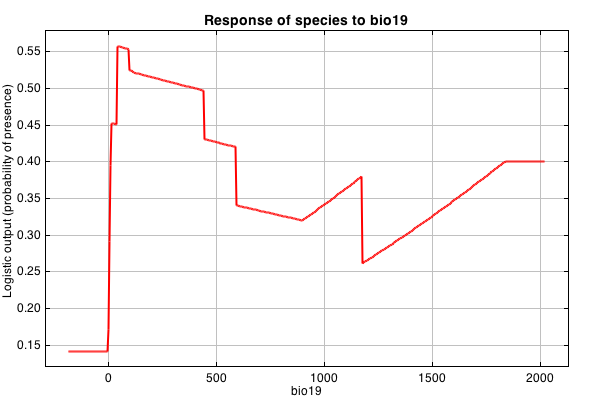 Response of species to bio19
Logistic output (probability of presence)
0.55
0.50
0.45
0.40
0.35
0.30
0.25
0.20
0.15
0 500 1000 1500 2000
bio19